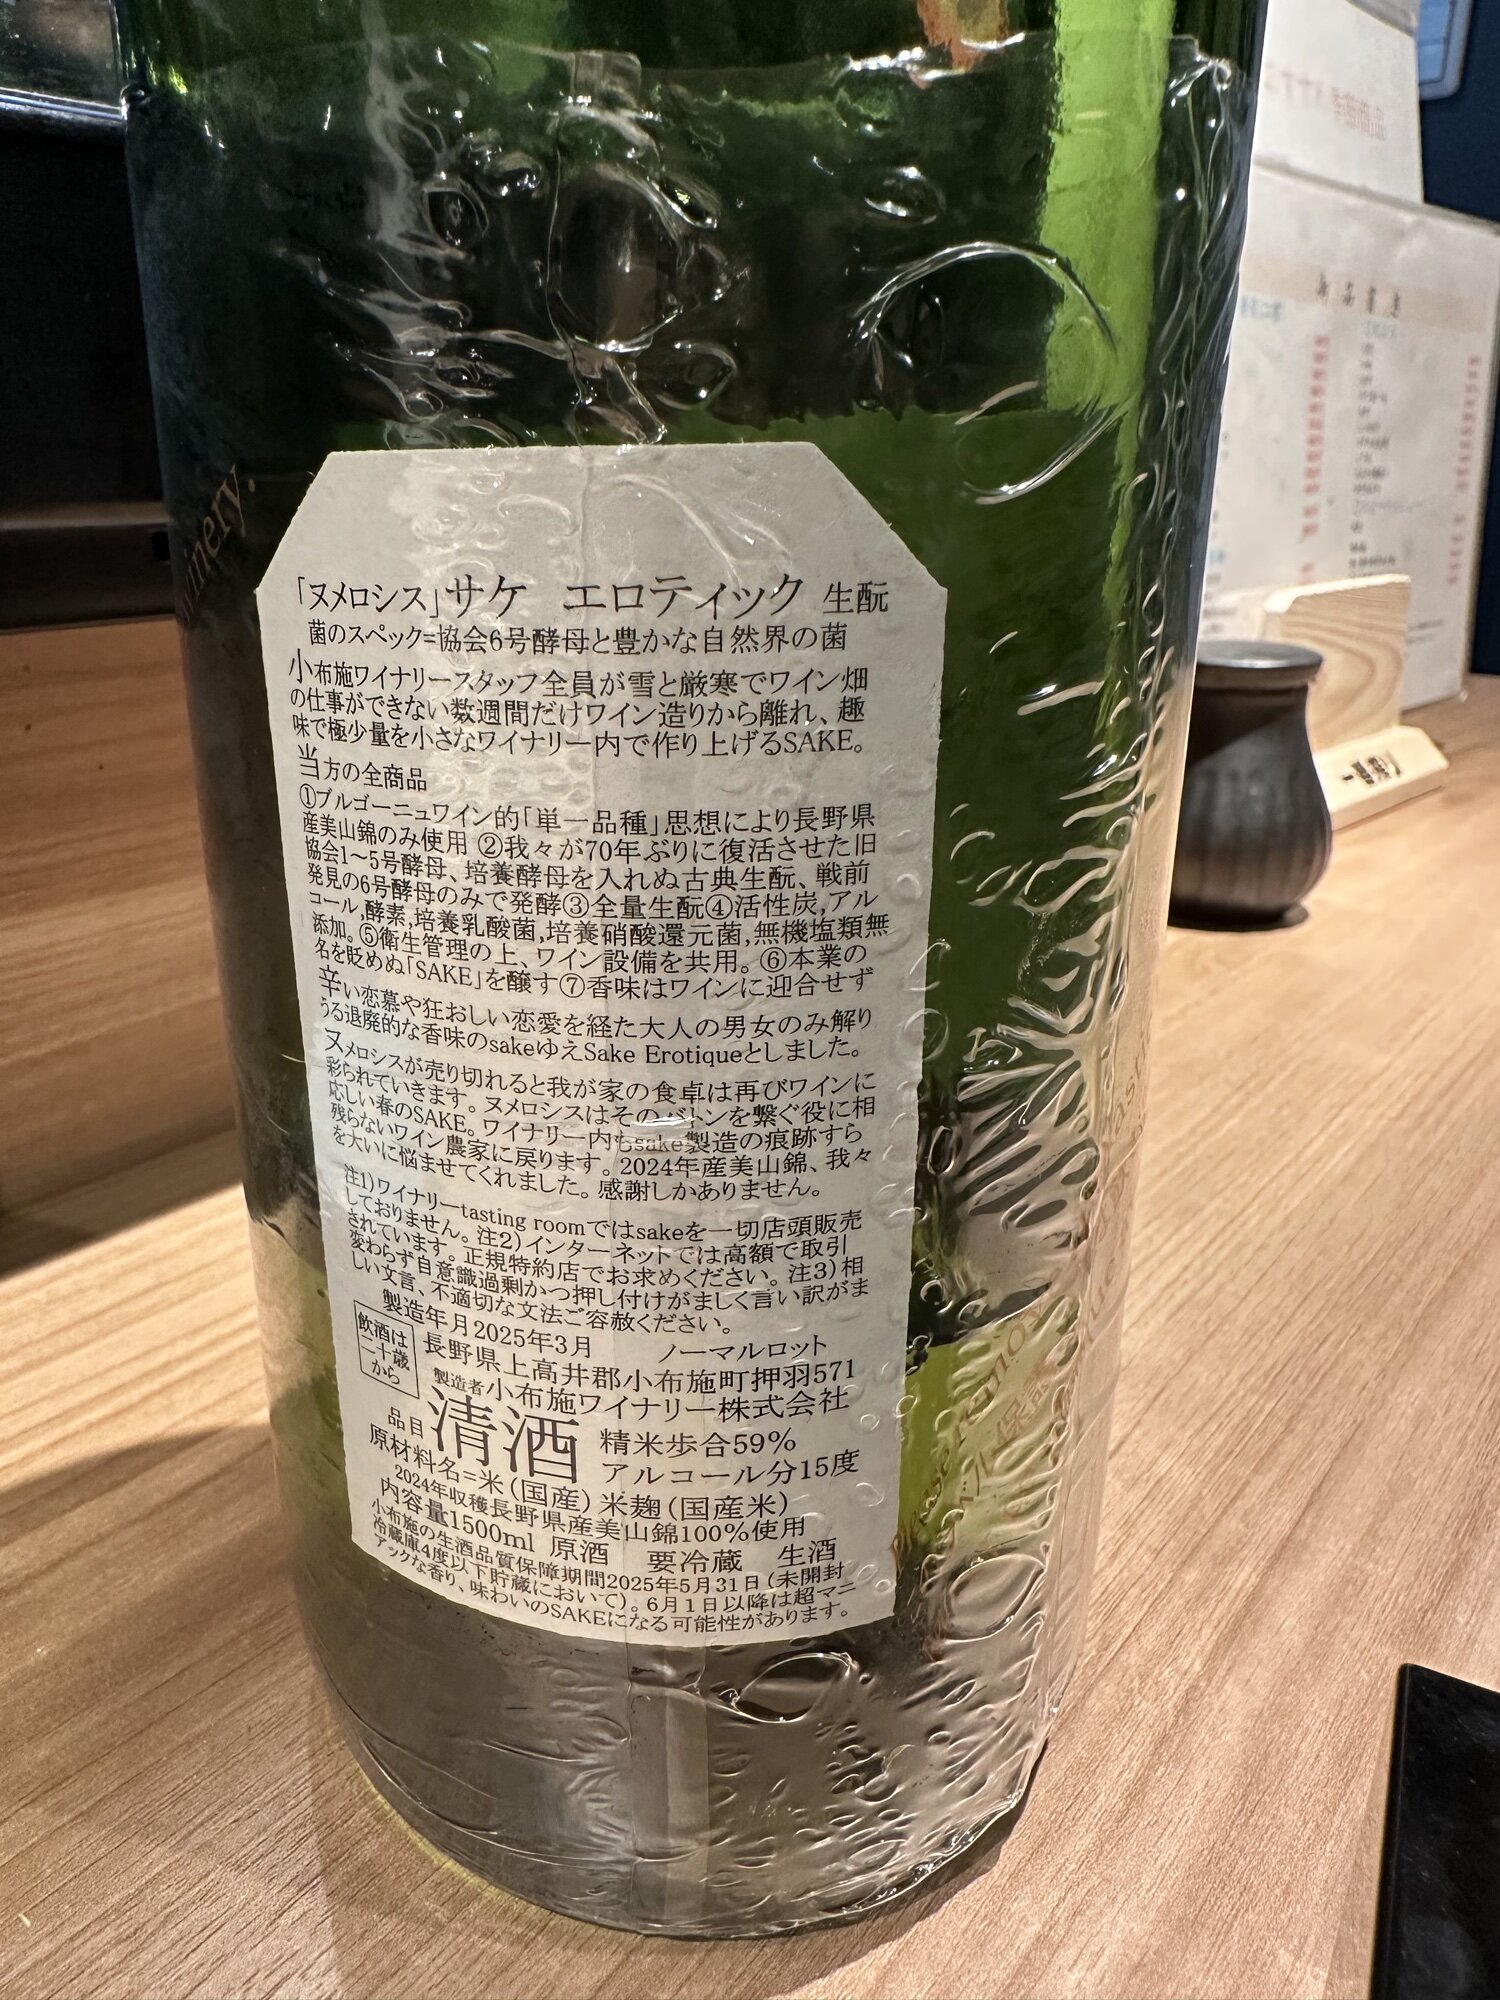 「ヌメロシス」サケ　エロティック 生酛
菌のスペック=協会6号酵母と豊かな自然界の菌
小布施ワイナリースタッフ全員が雪と厳寒でワイン畑
の仕事ができない数週間だけワイン造りから離れ、趣
味で極少量を小さなワイナリー内で作り上げるSAKE。
当方の全商品
①ブルゴーニュワイン的「単一品種」思想により長野県
産美山錦のみ使用 ②我々が70年ぶりに復活させた旧
協会1～5号酵母、培養酵母を入れぬ古典生酛、戦前
発見の6号酵母のみで発酵③全量生酛④活性炭,アル
コール,酵素,培養乳酸菌,培養硝酸還元菌,無機塩類無
添加。⑤衛生管理の上、ワイン設備を共用。⑥本業の
名を貶めぬ「SAKE」を醸す⑦香味はワインに迎合せず
辛い恋慕や狂おしい恋愛を経た大人の男女のみ解り
うる退廃的な香味のsakeゆえSake Erotiqueとしました。
ヌメロシスが売り切れると我が家の食卓は再びワインに
彩られていきます。ヌメロシスはそのバトンを繋ぐ役に相
応しい春のSAKE。ワイナリー内もsake製造の痕跡すら
残らないワイン農家に戻ります。2024年産美山錦、我々
を大いに悩ませてくれました。感謝しかありません。
注1)ワイナリーtasting roomではsakeを一切店頭販売
しておりません。注2)インターネットでは高額で取引
されています。正規特約店でお求めください。注3)相
変わらず自意識過剰かつ押し付けがましく言い訳がま
しい文言、不適切な文法ご容赦ください。
製造年月2025年3月　ノーマルロット
飲酒は
二十歳
から
長野県上高井郡小布施町押羽571
製造者小布施ワイナリー株式会社
品目 清酒 精米歩合59%
アルコール分15度
原材料名=米(国産)米麹(国産米)
2024年収穫長野県産美山錦100%使用
内容量1500ml 原酒　要冷蔵　生酒
小布施の生酒品質保障期間2025年5月31日(未開封
冷蔵庫4度以下貯蔵において)。6月1日以降は超マニ
アックな香り、味わいのSAKEになる可能性があります。